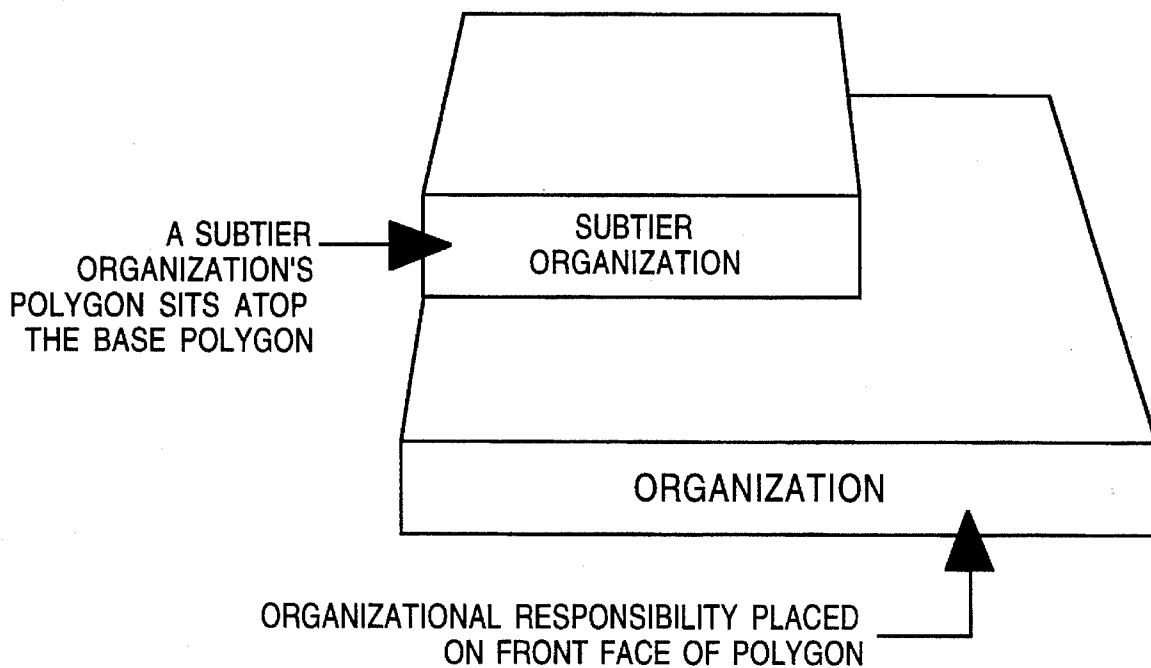 A SUBTIER
ORGANIZATION'S
POLYGON SITS ATOP
THE BASE POLYGON
SUBTIER
ORGANIZATION
ORGANIZATION
ORGANIZATIONAL RESPONSIBILITY PLACED
ON FRONT FACE OF POLYGON